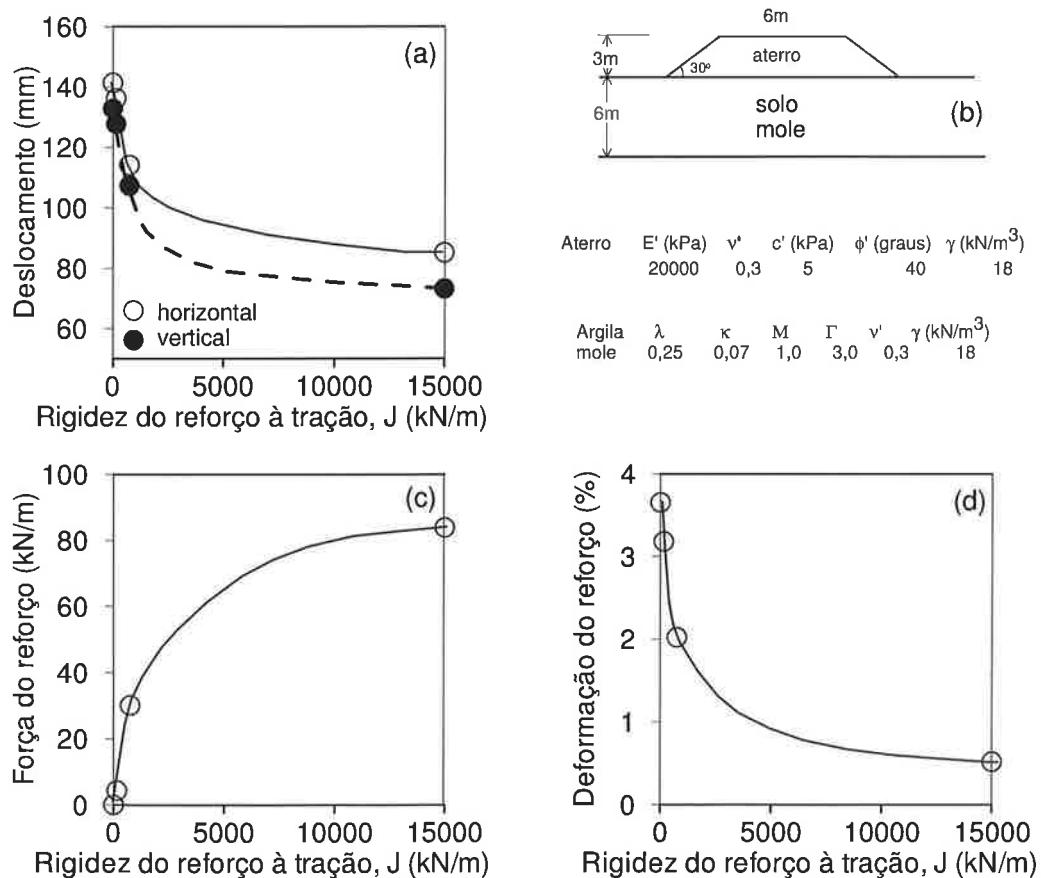 160
140
120
100
80
60
Deslocamento (mm)
(a)
horizontal
vertical
0 5000 10000 15000
Rigidez do reforço à tração, J (kN/m)
6m
3m
30º
aterro
6m
solo
mole
(b)
Aterro E' (kPa) ν' c' (kPa) ϕ' (graus) γ (kN/m³)
20000 0,3 5 40 18
Argila λ κ M Γ ν' γ (kN/m³)
mole 0,25 0,07 1,0 3,0 0,3 18
100
80
60
40
20
0
Força do reforço (kN/m)
(c)
0 5000 10000 15000
Rigidez do reforço à tração, J (kN/m)
4
3
2
1
0
Deformação do reforço (%)
(d)
0 5000 10000 15000
Rigidez do reforço à tração, J (kN/m)